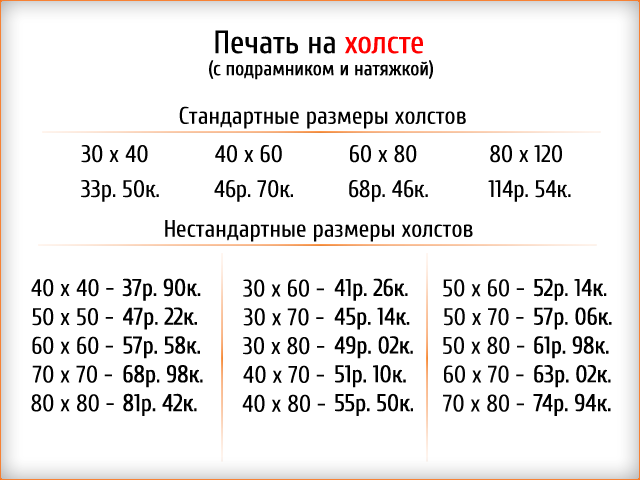 Печать на холсте
(с подрамником и натяжкой)
Стандартные размеры холстов
30 x 40 40 x 60 60 x 80 80 x 120
33р. 50к. 46р. 70к. 68р. 46к. 114р. 54к.
Нестандартные размеры холстов
40 x 40 - 37р. 90к. 30 x 60 - 41р. 26к. 50 x 60 - 52р. 14к.
50 x 50 - 47р. 22к. 30 x 70 - 45р. 14к. 50 x 70 - 57р. 06к.
60 x 60 - 57р. 58к. 30 x 80 - 49р. 02к. 50 x 80 - 61р. 98к.
70 x 70 - 68р. 98к. 40 x 70 - 51р. 10к. 60 x 70 - 63р. 02к.
80 x 80 - 81р. 42к. 40 x 80 - 55р. 50к. 70 x 80 - 74р. 94к.